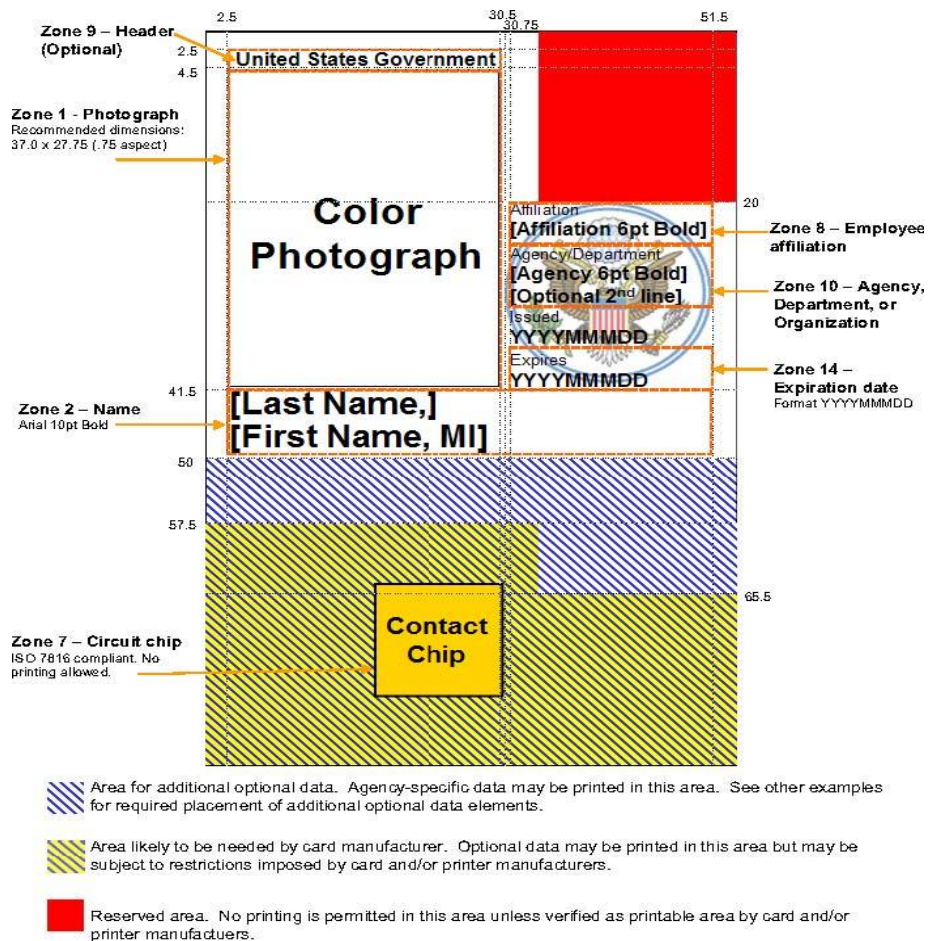 2.5
30.5
30.75
51.5
Zone 9 – Header
(Optional)
2.5
United States Government
4.5
Zone 1 - Photograph
Recommended dimensions:
37.0 x 27.75 (.75 aspect)
Color
Photograph
20
Affiliation
[Affiliation 6pt Bold]
Zone 8 – Employee
affiliation
Agency/Department
[Agency 6pt Bold]
[Optional 2nd line]
Zone 10 – Agency,
Department, or
Organization
Issued
YYYYMMMDD
Expires
YYYYMMMDD
Zone 14 –
Expiration date
Format YYYYMMMDD
41.5
Zone 2 – Name
Arial 10pt Bold
[Last Name,]
[First Name, MI]
50
57.5
65.5
Contact
Chip
Zone 7 – Circuit chip
ISO 7816 compliant. No
printing allowed.
Area for additional optional data. Agency-specific data may be printed in this area. See other examples
for required placement of additional optional data elements.
Area likely to be needed by card manufacturer. Optional data may be printed in this area but may be
subject to restrictions imposed by card and/or printer manufacturers.
Reserved area. No printing is permitted in this area unless verified as printable area by card and/or
printer manufactuers.